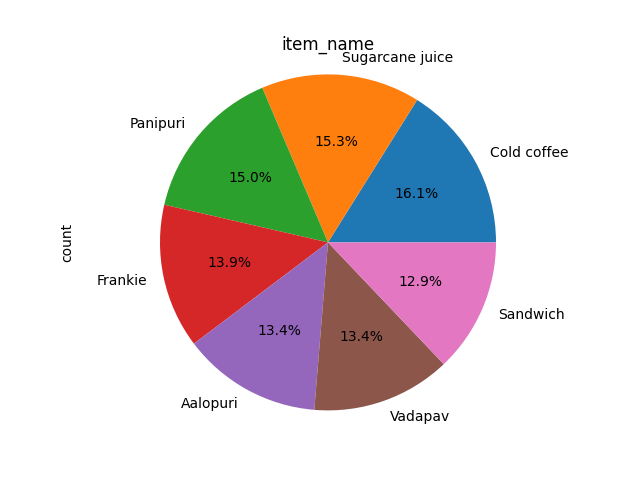 item_name
Sugarcane juice
Panipuri
Cold coffee
15.3%
15.0%
16.1%
count
13.9%
Frankie
12.9%
Sandwich
13.4%
13.4%
Aalopuri
Vadapav